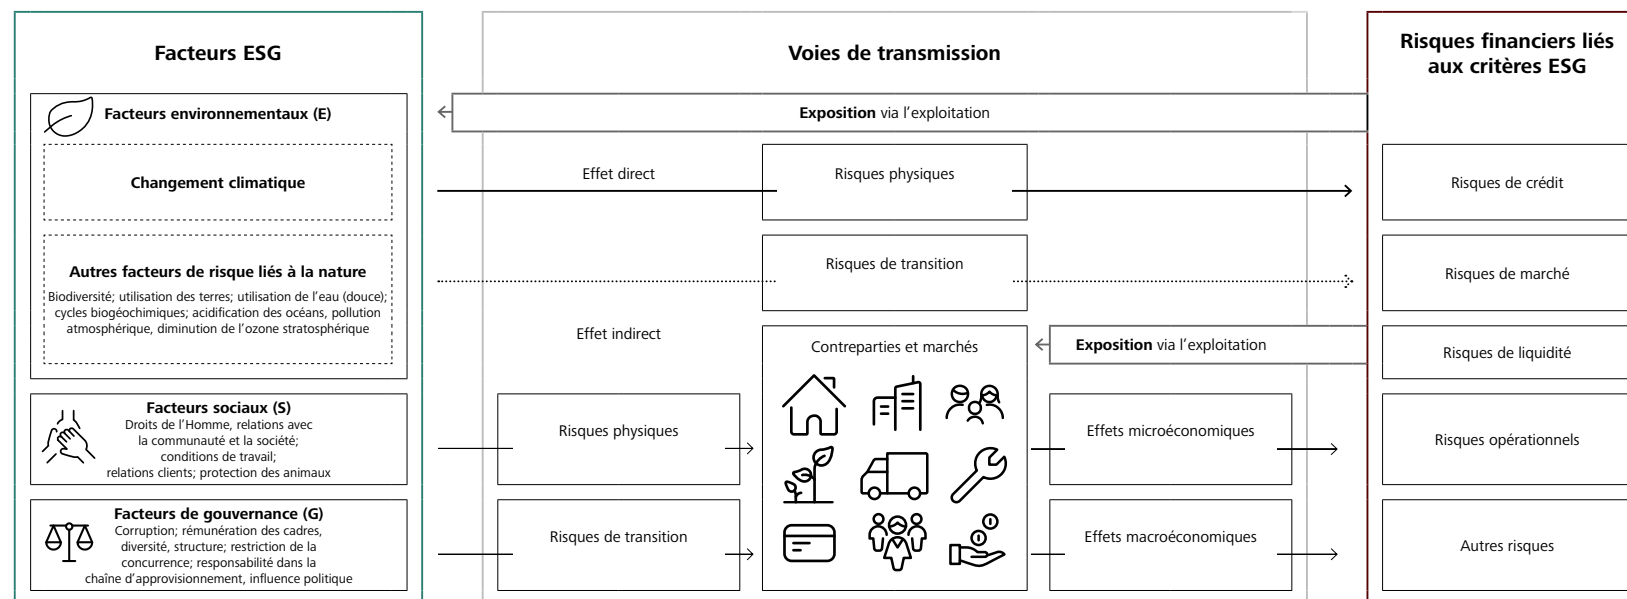 Facteurs ESG
Facteurs environnementaux (E)
Changement climatique
Autres facteurs de risque liés à la nature
Biodiversité; utilisation des terres; utilisation de l’eau (douce);
cycles biogéochimiques; acidification des océans, pollution
atmosphérique, diminution de l’ozone stratosphérique
Facteurs sociaux (S)
Droits de l’Homme, relations avec
la communauté et la société;
conditions de travail;
relations clients; protection des animaux
Facteurs de gouvernance (G)
Corruption; rémunération des cadres,
diversité, structure; restriction de la
concurrence; responsabilité dans la
chaîne d’approvisionnement, influence politique
Voies de transmission
Exposition via l’exploitation
Effet direct
Risques physiques
Risques de transition
Effet indirect
Contreparties et marchés
Exposition via l’exploitation
Risques physiques
Effets microéconomiques
Risques de transition
Effets macroéconomiques
Risques financiers liés
aux critères ESG
Risques de crédit
Risques de marché
Risques de liquidité
Risques opérationnels
Autres risques